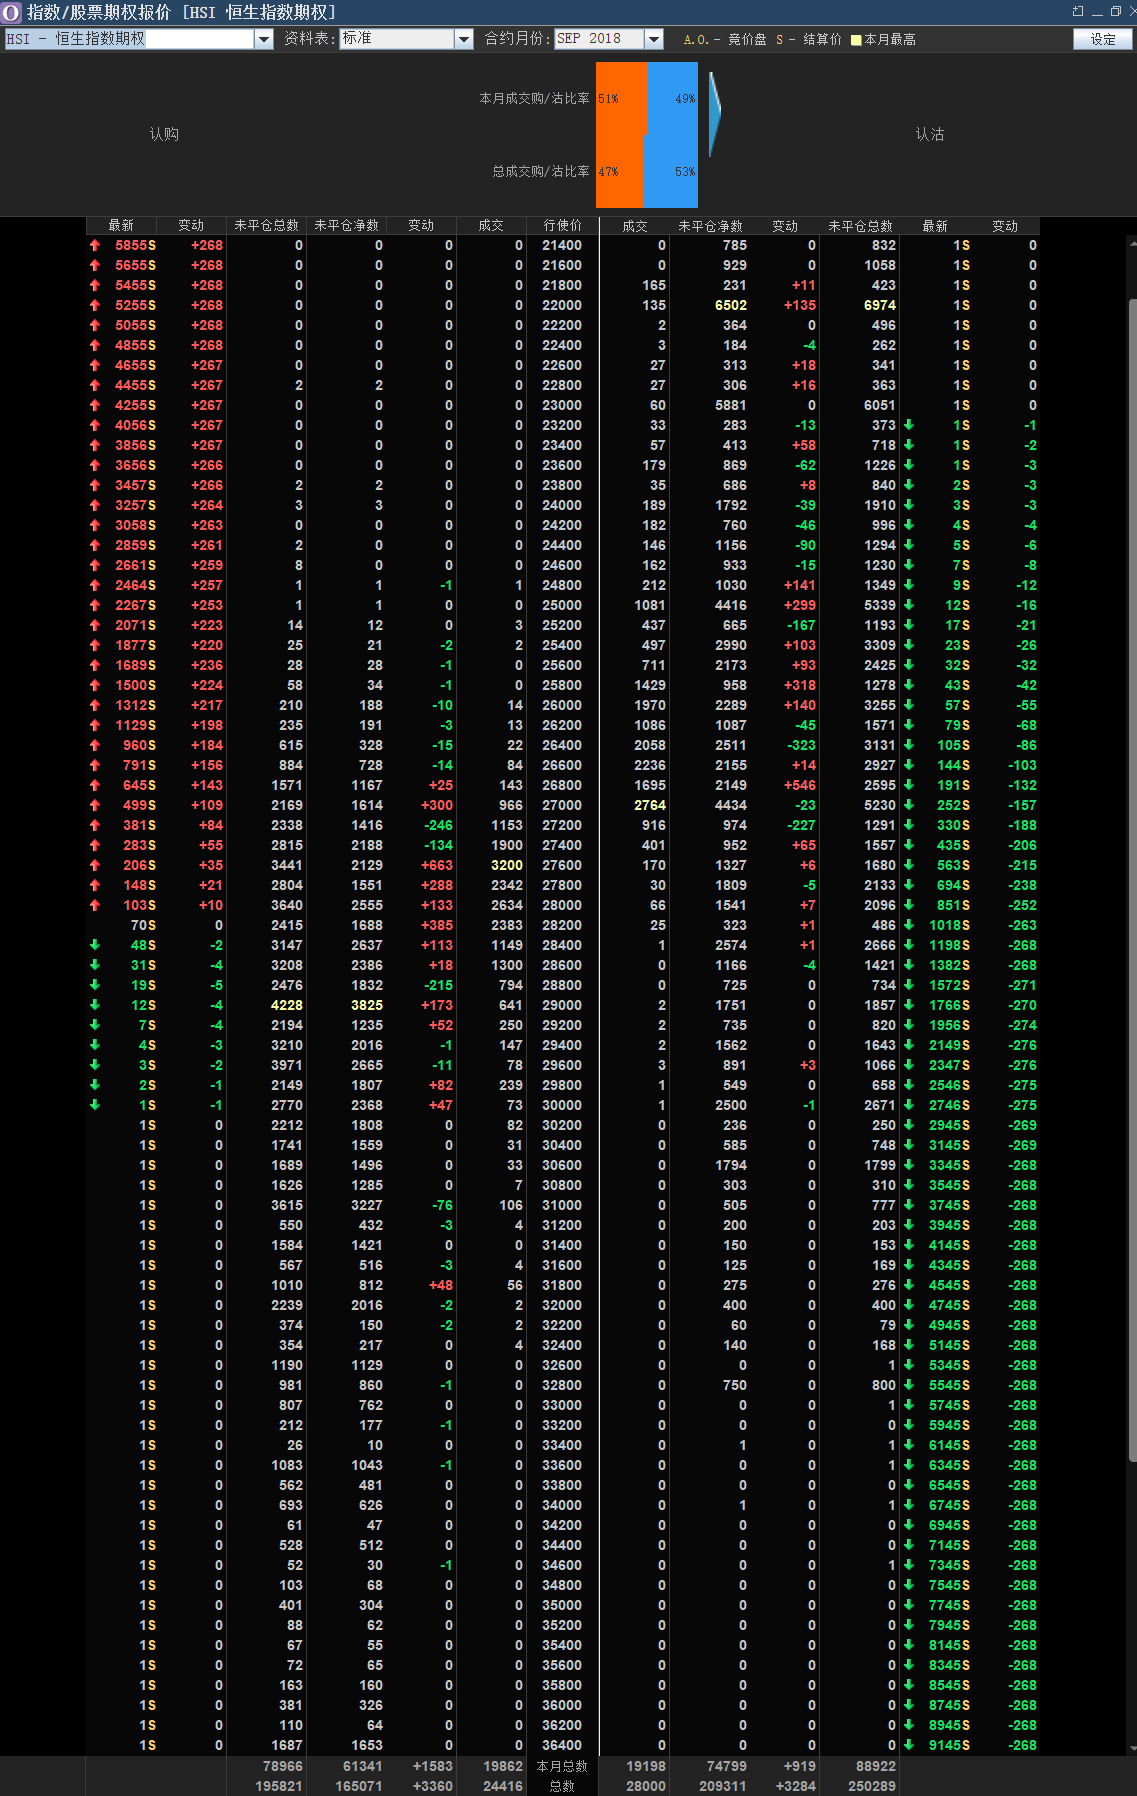 指数/股票期权报价 [HSI 恒生指数期权]
HSI - 恒生指数期权 资料表: 标准 合约月份: SEP 2018 A.O. - 竞价盘 S - 结算价 本月最高 设定
本月成交购/沽比率 51% 49%
认购 认沽
总成交购/沽比率 47% 53%
最新 变动 未平仓总数 未平仓净数 变动 成交 行使价 成交 未平仓净数 变动 未平仓总数 最新 变动
5855S +268 0 0 0 0 21400 0 785 0 832 1S 0
5655S +268 0 0 0 0 21600 0 929 0 1058 1S 0
5455S +268 0 0 0 0 21800 165 231 +11 423 1S 0
5255S +268 0 0 0 0 22000 135 6502 +135 6974 1S 0
5055S +268 0 0 0 0 22200 2 364 0 496 1S 0
4855S +268 0 0 0 0 22400 3 184 -4 262 1S 0
4655S +267 0 0 0 0 22600 27 313 +18 341 1S 0
4455S +267 2 2 0 0 22800 27 306 +16 363 1S 0
4255S +267 0 0 0 0 23000 60 5881 0 6051 1S 0
4056S +267 0 0 0 0 23200 33 283 -13 373 1S -1
3856S +267 0 0 0 0 23400 57 413 +58 718 1S -2
3656S +266 0 0 0 0 23600 179 869 -62 1226 1S -3
3457S +266 2 2 0 0 23800 35 686 +8 840 2S -3
3257S +264 3 3 0 0 24000 189 1792 -39 1910 3S -3
3058S +263 0 0 0 0 24200 182 760 -46 996 4S -4
2859S +261 2 0 0 0 24400 146 1156 -90 1294 5S -6
2661S +259 8 0 0 0 24600 162 933 -15 1230 7S -8
2464S +257 1 1 -1 1 24800 212 1030 +141 1349 9S -12
2267S +253 1 1 0 0 25000 1081 4416 +299 5339 12S -16
2071S +223 14 12 0 3 25200 437 665 -167 1193 17S -21
1877S +220 25 21 -2 2 25400 497 2990 +103 3309 23S -26
1689S +236 28 28 -1 0 25600 711 2173 +93 2425 32S -32
1500S +224 58 34 -1 0 25800 1429 958 +318 1278 43S -42
1312S +217 210 188 -10 14 26000 1970 2289 +140 3255 57S -55
1129S +198 235 191 -3 13 26200 1086 1087 -45 1571 79S -68
960S +184 615 328 -15 22 26400 2058 2511 -323 3131 105S -86
791S +156 884 728 -14 84 26600 2236 2155 +14 2927 144S -103
645S +143 1571 1167 +25 143 26800 1695 2149 +546 2595 191S -132
499S +109 2169 1614 +300 966 27000 2764 4434 -23 5230 252S -157
381S +84 2338 1416 -246 1153 27200 916 974 -227 1291 330S -188
283S +55 2815 2188 -134 1900 27400 401 952 +65 1557 435S -206
206S +35 3441 2129 +663 3200 27600 170 1327 +6 1680 563S -215
148S +21 2804 1551 +288 2342 27800 30 1809 -5 2133 694S -238
103S +10 3640 2555 +133 2634 28000 66 1541 +7 2096 851S -252
70S 0 2415 1688 +385 2383 28200 25 323 +1 486 1018S -263
48S -2 3147 2637 +113 1149 28400 1 2574 +1 2666 1198S -268
31S -4 3208 2386 +18 1300 28600 0 1166 -4 1421 1382S -268
19S -5 2476 1832 -215 794 28800 0 725 0 734 1572S -271
12S -4 4228 3825 +173 641 29000 2 1751 0 1857 1766S -270
7S -4 2194 1235 +52 250 29200 2 735 0 820 1956S -274
4S -3 3210 2016 -1 147 29400 2 1562 0 1643 2149S -276
3S -2 3971 2665 -11 78 29600 3 891 +3 1066 2347S -276
2S -1 2149 1807 +82 239 29800 1 549 0 658 2546S -275
1S -1 2770 2368 +47 73 30000 1 2500 -1 2671 2746S -275
1S 0 2212 1808 0 82 30200 0 236 0 250 2945S -269
1S 0 1741 1559 0 31 30400 0 585 0 748 3145S -269
1S 0 1689 1496 0 33 30600 0 1794 0 1799 3345S -268
1S 0 1626 1285 0 7 30800 0 303 0 310 3545S -268
1S 0 3615 3227 -76 106 31000 0 505 0 777 3745S -268
1S 0 550 432 -3 4 31200 0 200 0 203 3945S -268
1S 0 1584 1421 0 0 31400 0 150 0 153 4145S -268
1S 0 567 516 -3 4 31600 0 125 0 169 4345S -268
1S 0 1010 812 +48 56 31800 0 275 0 276 4545S -268
1S 0 2239 2016 -2 2 32000 0 400 0 400 4745S -268
1S 0 374 150 -2 2 32200 0 60 0 79 4945S -268
1S 0 354 217 0 4 32400 0 140 0 168 5145S -268
1S 0 1190 1129 0 0 32600 0 0 0 1 5345S -268
1S 0 981 860 -1 0 32800 0 750 0 800 5545S -268
1S 0 807 762 0 0 33000 0 0 0 1 5745S -268
1S 0 212 177 -1 0 33200 0 0 0 0 5945S -268
1S 0 26 10 0 0 33400 0 1 0 1 6145S -268
1S 0 1083 1043 -1 0 33600 0 0 0 1 6345S -268
1S 0 562 481 0 0 33800 0 0 0 0 6545S -268
1S 0 693 626 0 0 34000 0 1 0 1 6745S -268
1S 0 61 47 0 0 34200 0 0 0 0 6945S -268
1S 0 528 512 0 0 34400 0 0 0 0 7145S -268
1S 0 52 30 -1 0 34600 0 0 0 1 7345S -268
1S 0 103 68 0 0 34800 0 0 0 0 7545S -268
1S 0 401 304 0 0 35000 0 0 0 0 7745S -268
1S 0 88 62 0 0 35200 0 0 0 0 7945S -268
1S 0 67 55 0 0 35400 0 0 0 0 8145S -268
1S 0 72 65 0 0 35600 0 0 0 0 8345S -268
1S 0 163 160 0 0 35800 0 0 0 0 8545S -268
1S 0 381 326 0 0 36000 0 0 0 0 8745S -268
1S 0 110 64 0 0 36200 0 0 0 0 8945S -268
1S 0 1687 1653 0 0 36400 0 0 0 0 9145S -268
78966 61341 +1583 19862 本月总数 19198 74799 +919 88922
195821 165071 +3360 24416 总数 28000 209311 +3284 250289